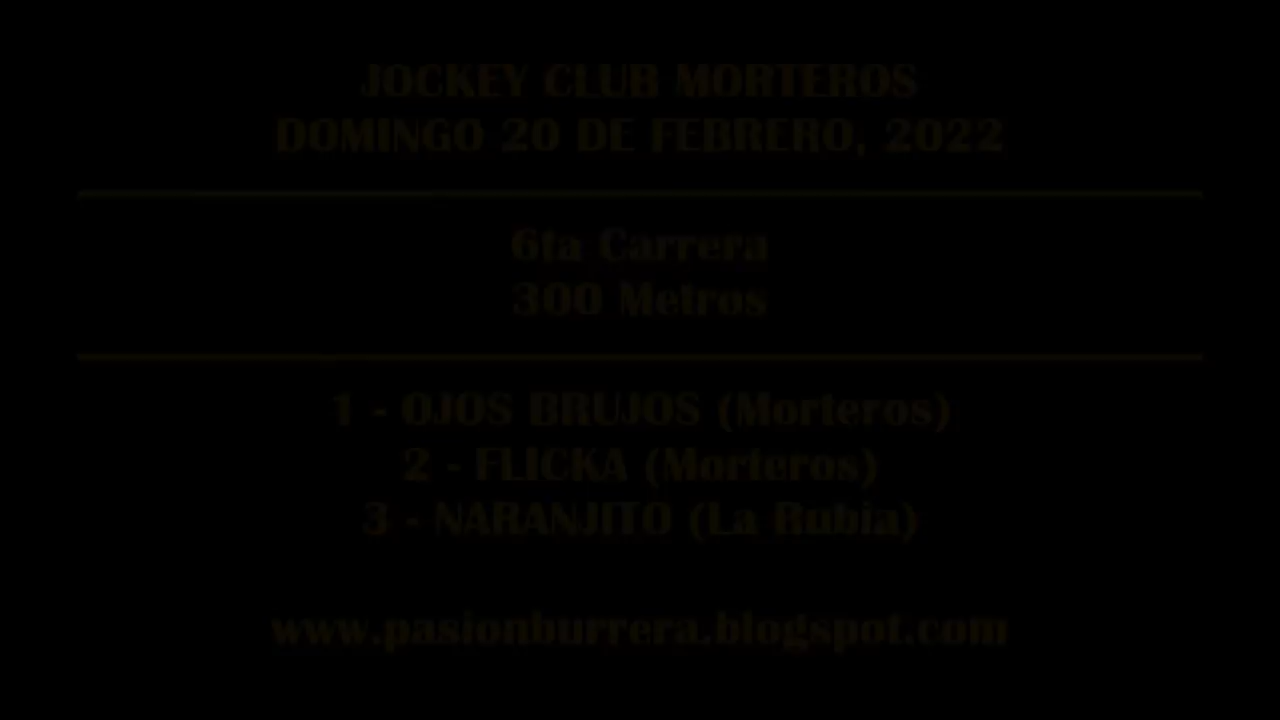 JOCKEY CLUB MORTEROS
DOMINGO 20 DE FEBRERO, 2022
6ta Carrera
300 Metros
1 - OJOS BRUJOS (Morteros)
2 - FLICKA (Morteros)
3 - NARANJITO (La Rubia)
www.pasionburrera.blogspot.com